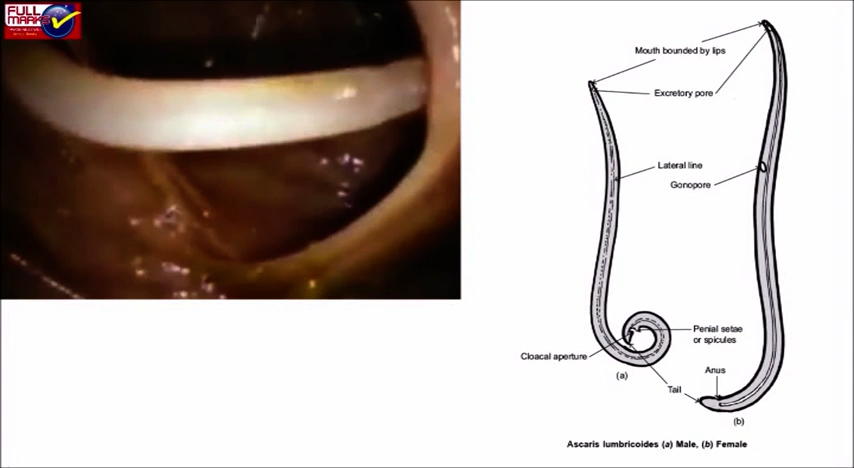 FULL
MARKS
Mouth bounded by lips
Excretory pore
Lateral line
Gonopore
Penial setae
or spicules
Cloacal aperture
(a)
Anus
Tail
(b)
Ascaris lumbricoides (a) Male, (b) Female